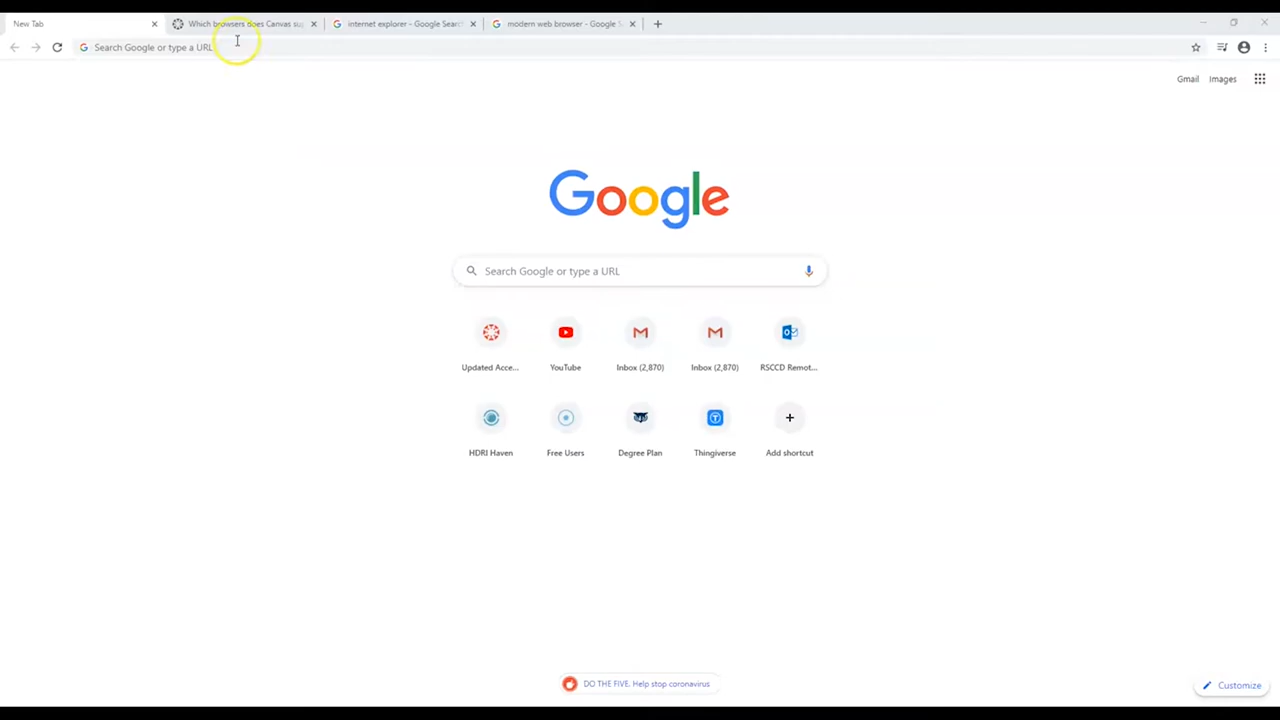 New Tab
Which browsers does Canvas su
internet explorer - Google Searc
modern web browser - Google S
Search Google or type a URL
Gmail Images
Google
Search Google or type a URL
Updated Acce... YouTube Inbox (2,870) Inbox (2,870) RSCCD Remot...
HDRI Haven Free Users Degree Plan Thingiverse Add shortcut
DO THE FIVE. Help stop coronavirus
Customize